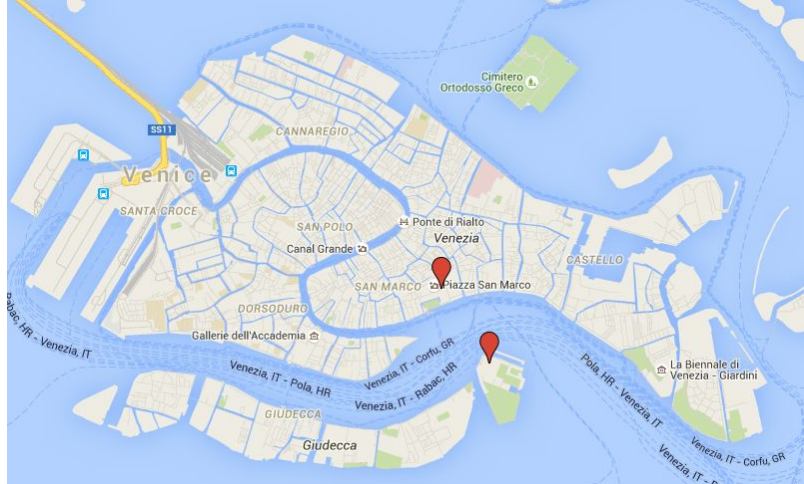 Cimitero
Ortodosso Greco
SS11
CANNAREGIO
Venice
SANTA CROCE
SAN POLO
Ponte di Rialto
Venezia
Canal Grande
CASTELLO
SAN MARCO
Piazza San Marco
DORSODURO
Gallerie dell'Accademia
Rabac, HR - Venezia, IT
Venezia, IT - Corfu, GR
Venezia, IT - Pola, HR
Venezia, IT - Rabac, HR
Pola, HR - Venezia, IT
La Biennale di
Venezia - Giardini
GIUDECCA
Giudecca
Venezia, IT - Corfu, GR
Venezia, IT -